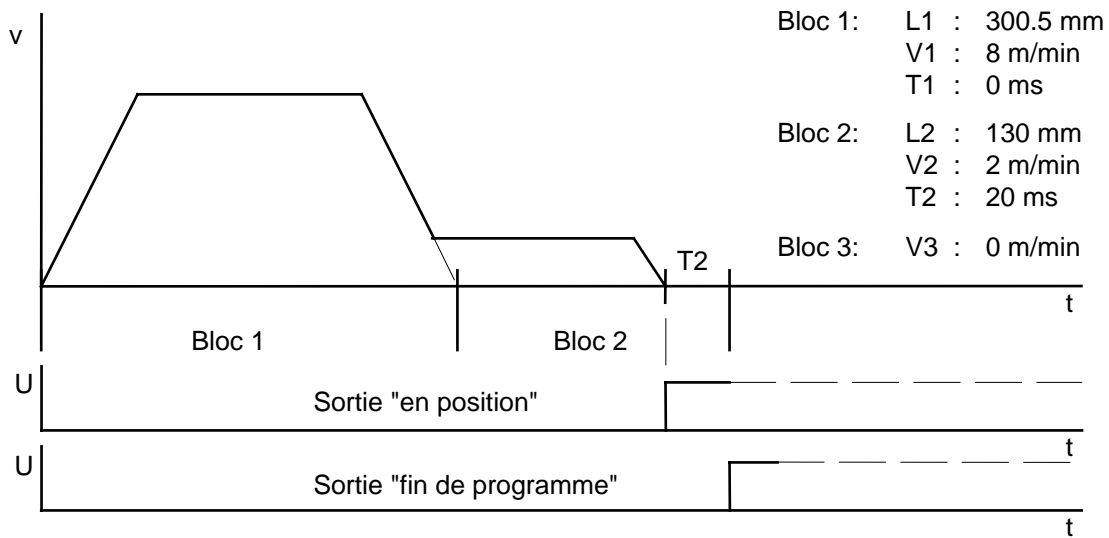 v
Bloc 1: L1 : 300.5 mm
V1 : 8 m/min
T1 : 0 ms
Bloc 2: L2 : 130 mm
V2 : 2 m/min
T2 : 20 ms
Bloc 3: V3 : 0 m/min
T2
t
Bloc 1 Bloc 2
U
Sortie "en position"
t
U
Sortie "fin de programme"
t